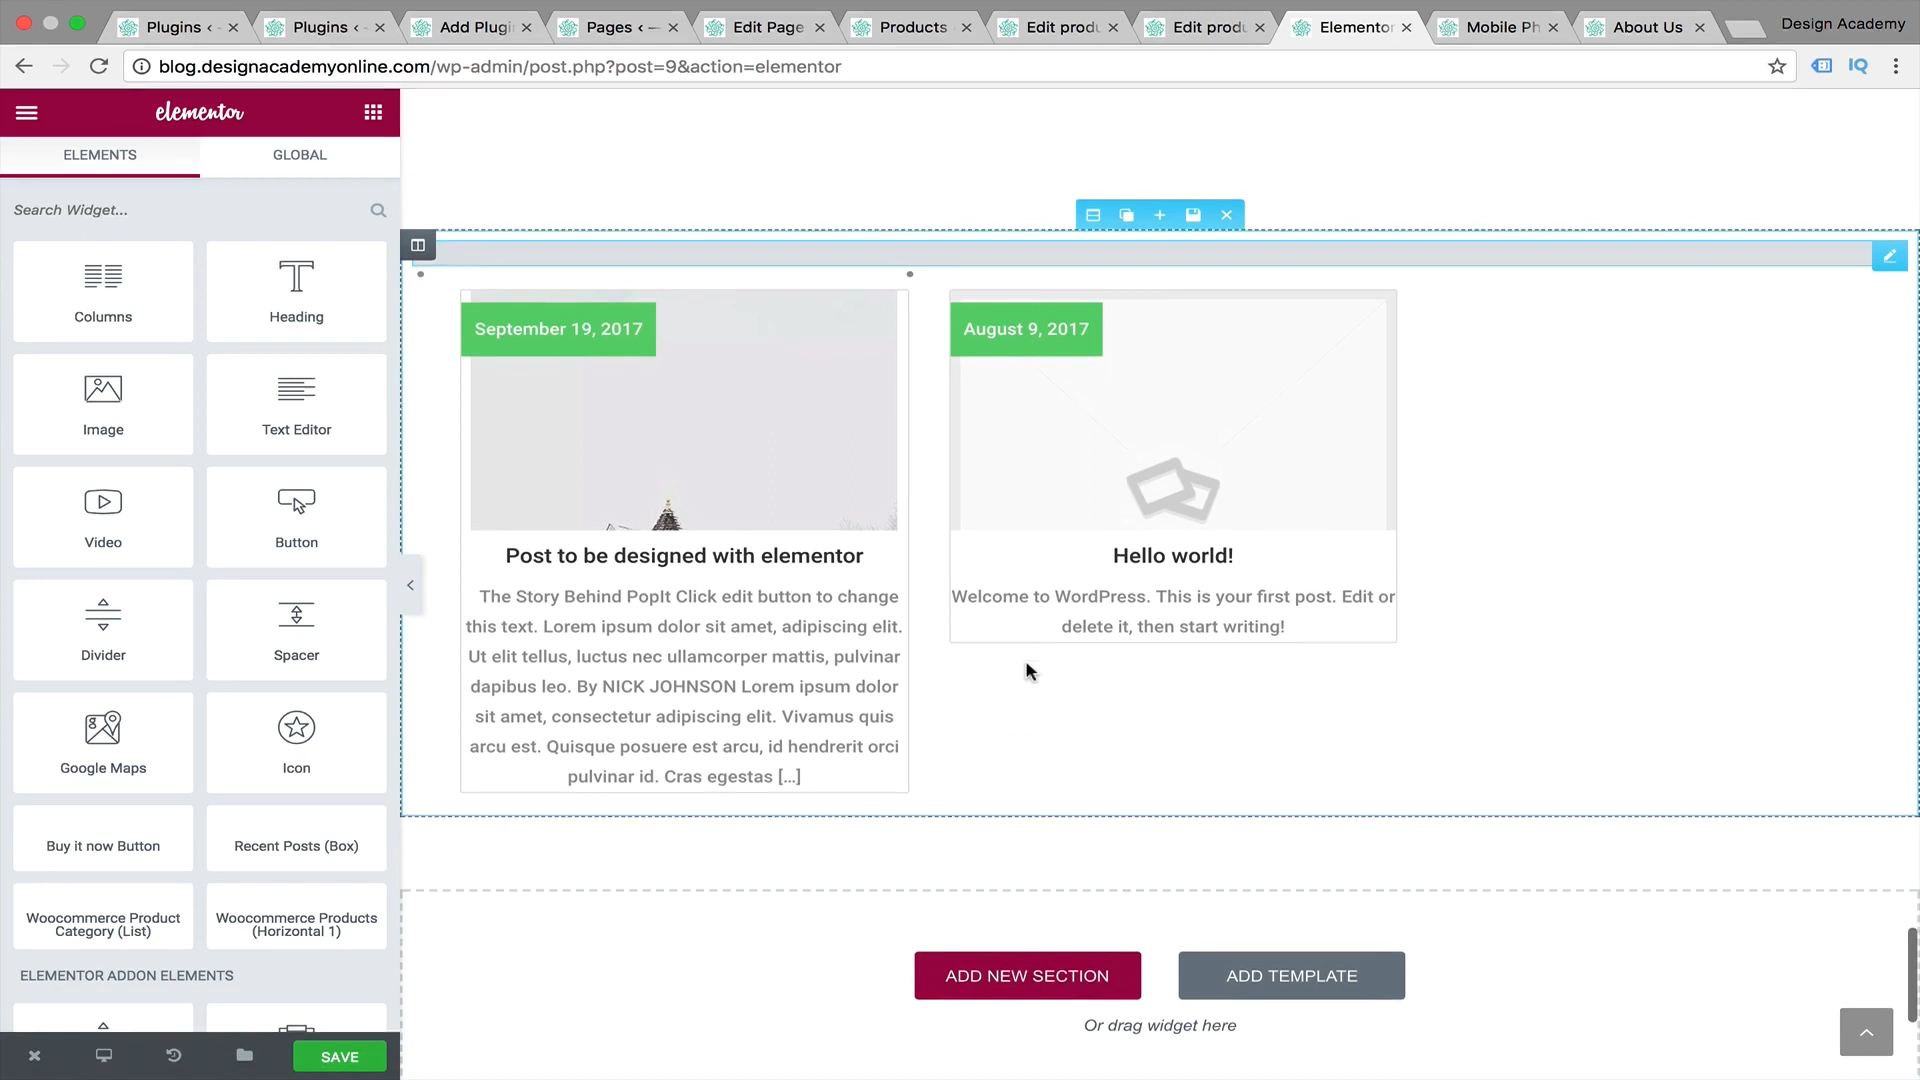 Plugins ‹
Plugins ‹
Add Plugi
Pages ‹ —
Edit Page
Products
Edit produ
Edit produ
Elementor
Mobile Ph
About Us
Design Academy
blog.designacademyonline.com/wp-admin/post.php?post=9&action=elementor
IQ
elementor
ELEMENTS
GLOBAL
Search Widget...
Columns
Heading
Image
Text Editor
Video
Button
Divider
Spacer
Google Maps
Icon
Buy it now Button
Recent Posts (Box)
Woocommerce Product
Category (List)
Woocommerce Products
(Horizontal 1)
ELEMENTOR ADDON ELEMENTS
SAVE
September 19, 2017
Post to be designed with elementor
The Story Behind PopIt Click edit button to change
this text. Lorem ipsum dolor sit amet, adipiscing elit.
Ut elit tellus, luctus nec ullamcorper mattis, pulvinar
dapibus leo. By NICK JOHNSON Lorem ipsum dolor
sit amet, consectetur adipiscing elit. Vivamus quis
arcu est. Quisque posuere est arcu, id hendrerit orci
pulvinar id. Cras egestas [...]
August 9, 2017
Hello world!
Welcome to WordPress. This is your first post. Edit or
delete it, then start writing!
ADD NEW SECTION
ADD TEMPLATE
Or drag widget here